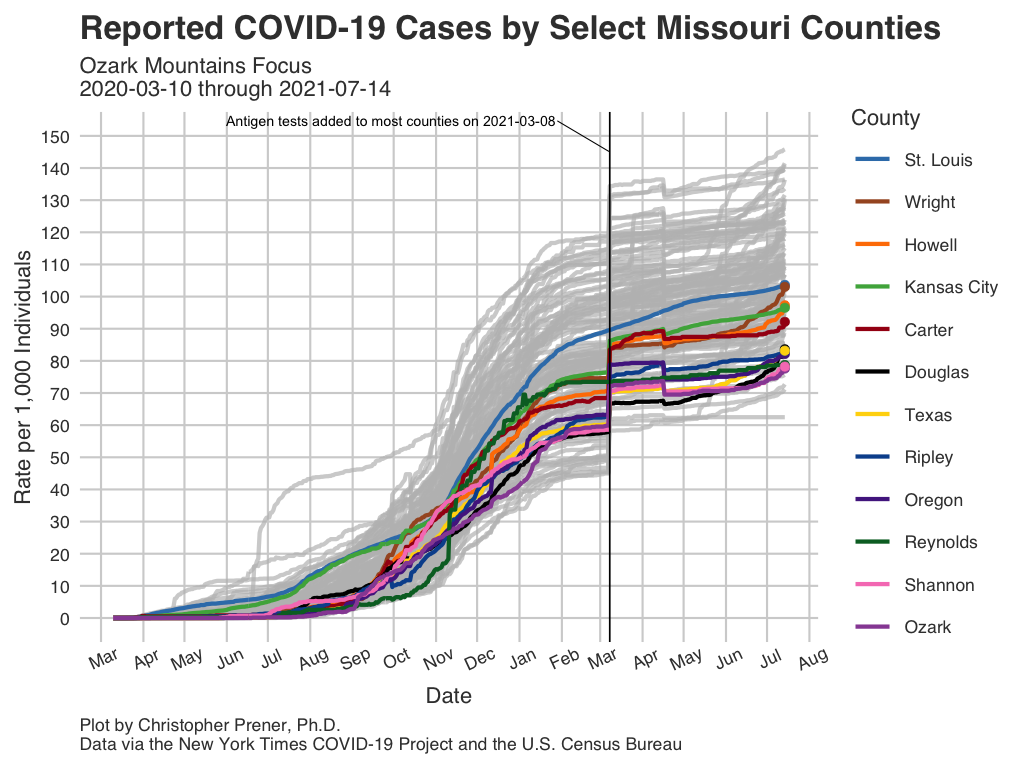 Reported COVID-19 Cases by Select Missouri Counties
Ozark Mountains Focus
2020-03-10 through 2021-07-14
Antigen tests added to most counties on 2021-03-08
Rate per 1,000 Individuals
150
140
130
120
110
100
90
80
70
60
50
40
30
20
10
0
Mar Apr May Jun Jul Aug Sep Oct Nov Dec Jan Feb Mar Apr May Jun Jul Aug
Date
County
St. Louis
Wright
Howell
Kansas City
Carter
Douglas
Texas
Ripley
Oregon
Reynolds
Shannon
Ozark
Plot by Christopher Prener, Ph.D.
Data via the New York Times COVID-19 Project and the U.S. Census Bureau